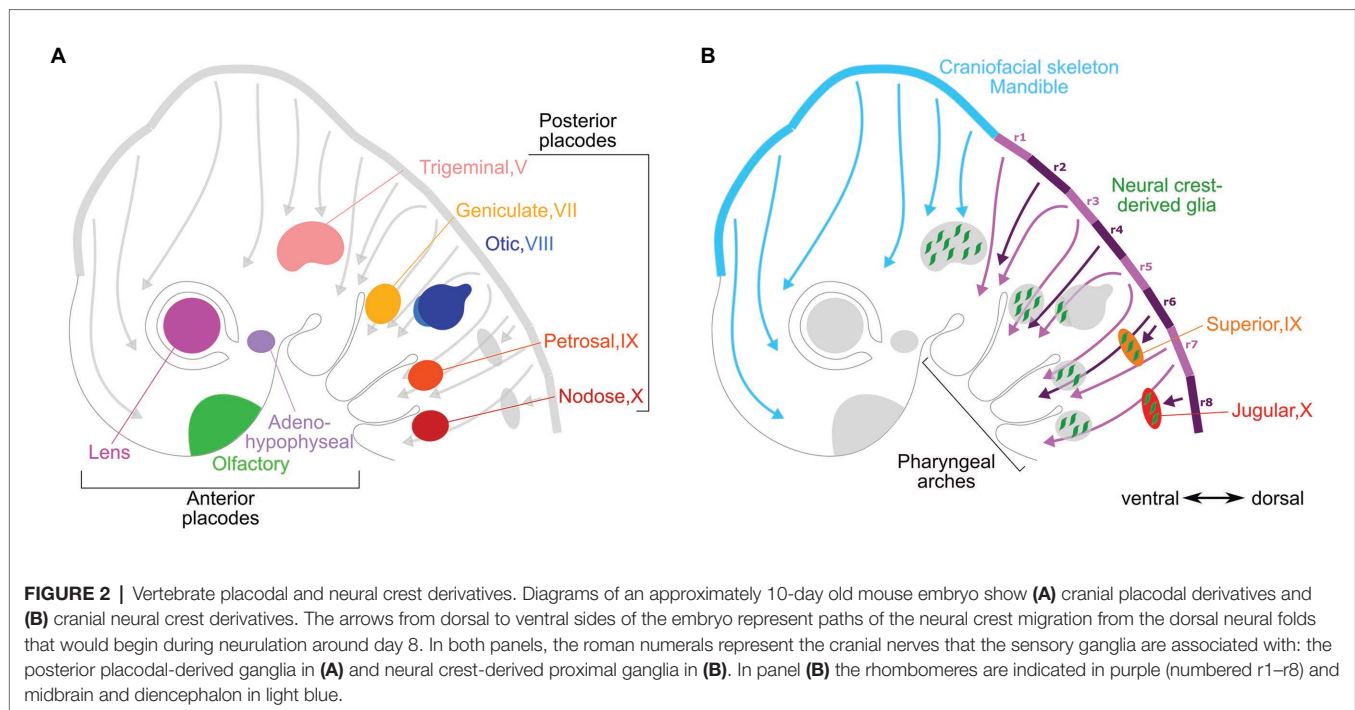 A
Posterior
placodes
Trigeminal,V
Geniculate,VII
Otic,VIII
Petrosal,IX
Nodose,X
Adeno-
hypophyseal
Lens
Olfactory
Anterior
placodes
B
Craniofacial skeleton
Mandible
r1
r2
r3
Neural crest-
derived glia
r4
r5
r6
Superior,IX
r7
r8
Jugular,X
Pharyngeal
arches
ventral
dorsal
FIGURE 2 | Vertebrate placodal and neural crest derivatives. Diagrams of an approximately 10-day old mouse embryo show (A) cranial placodal derivatives and
(B) cranial neural crest derivatives. The arrows from dorsal to ventral sides of the embryo represent paths of the neural crest migration from the dorsal neural folds
that would begin during neurulation around day 8. In both panels, the roman numerals represent the cranial nerves that the sensory ganglia are associated with: the
posterior placodal-derived ganglia in (A) and neural crest-derived proximal ganglia in (B). In panel (B) the rhombomeres are indicated in purple (numbered r1–r8) and
midbrain and diencephalon in light blue.